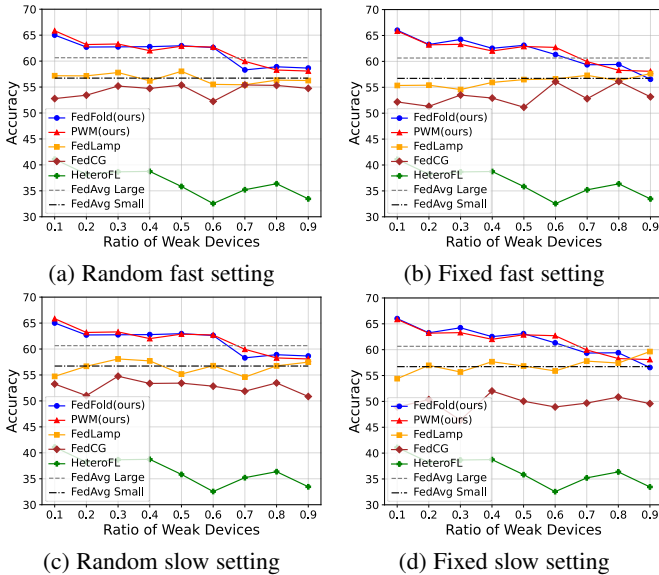 Accuracy
70
65
60
55
50
45
40
35
30
FedFold(ours)
PWM(ours)
FedLamp
FedCG
HeteroFL
FedAvg Large
FedAvg Small
0.1 0.2 0.3 0.4 0.5 0.6 0.7 0.8 0.9
Ratio of Weak Devices
(a) Random fast setting
Accuracy
70
65
60
55
50
45
40
35
30
FedFold(ours)
PWM(ours)
FedLamp
FedCG
HeteroFL
FedAvg Large
FedAvg Small
0.1 0.2 0.3 0.4 0.5 0.6 0.7 0.8 0.9
Ratio of Weak Devices
(b) Fixed fast setting
Accuracy
70
65
60
55
50
45
40
35
30
FedFold(ours)
PWM(ours)
FedLamp
FedCG
HeteroFL
FedAvg Large
FedAvg Small
0.1 0.2 0.3 0.4 0.5 0.6 0.7 0.8 0.9
Ratio of Weak Devices
(c) Random slow setting
Accuracy
70
65
60
55
50
45
40
35
30
FedFold(ours)
PWM(ours)
FedLamp
FedCG
HeteroFL
FedAvg Large
FedAvg Small
0.1 0.2 0.3 0.4 0.5 0.6 0.7 0.8 0.9
Ratio of Weak Devices
(d) Fixed slow setting